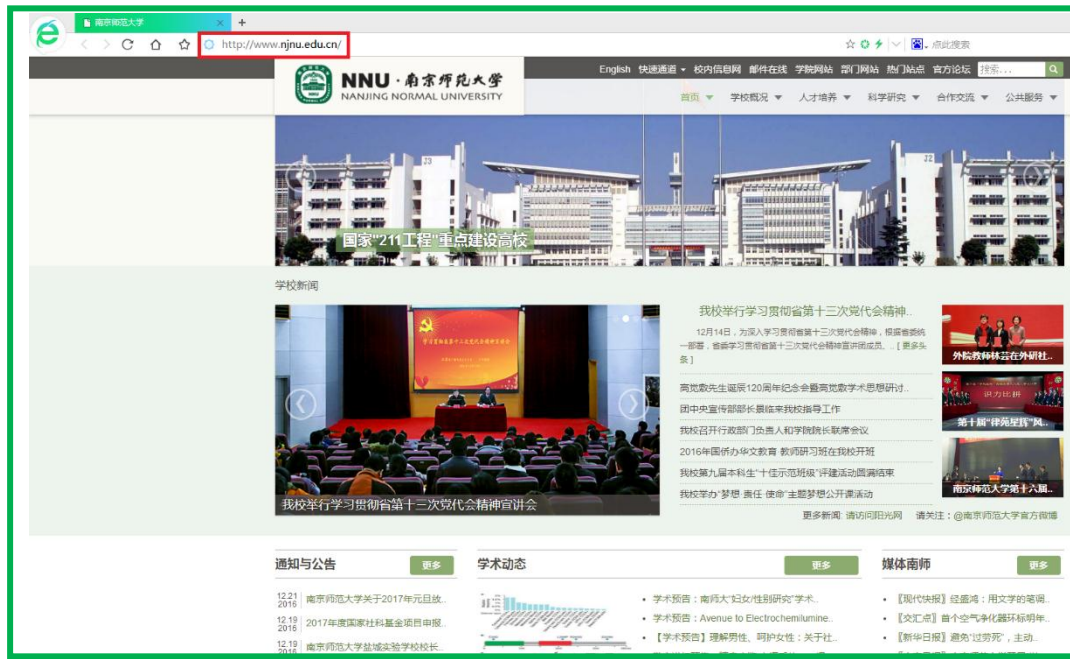 南京师范大学
http://www.njnu.edu.cn/
点此搜索
English 快速通道 校内信息网 邮件在线 学院网站 部门网站 热门站点 官方论坛 搜索...
NNU · 南京师范大学
NANJING NORMAL UNIVERSITY
首页 学校概况 人才培养 科学研究 合作交流 公共服务
J3
J2
国家"211工程"重点建设高校
学校新闻
我校举行学习贯彻省第十三次党代会精神..
12月14日,为深入学习贯彻省第十三次党代会精神,根据省委统
一部署,省委学习贯彻省第十三次党代会精神宣讲团成员、..[ 更多头
条 ]
高觉敷先生诞辰120周年纪念会暨高觉敷学术思想研讨..
团中央宣传部部长景临来我校指导工作
我校召开行政部门负责人和学院院长联席会议
2016年国侨办华文教育 教师研习班在我校开班
我校第九届本科生"十佳示范班级"评建活动圆满结束
我校举办"梦想 责任 使命"主题梦想公开课活动
外院教师林芸在外研社..
第十届"律苑星辉"风..
南京师范大学第十六届..
我校举行学习贯彻省第十三次党代会精神宣讲会
更多新闻 请访问阳光网 请关注:@南京师范大学官方微博
通知与公告 更多
12.21
2016
南京师范大学关于2017年元旦放..
12.19
2016
2017年度国家社科基金项目申报..
12.19
2016
南京师范大学盐城实验学校校长..
学术动态 更多
学术预告:南师大"妇女/性别研究"学术..
学术预告:Avenue to Electrochemilumine..
【学术预告】理解男性、呵护女性:关于社..
媒体南师 更多
〖现代快报〗经盛鸿:用文字的笔调..
〖交汇点〗首个空气净化器环标明年..
〖新华日报〗避免"过劳死",主动..